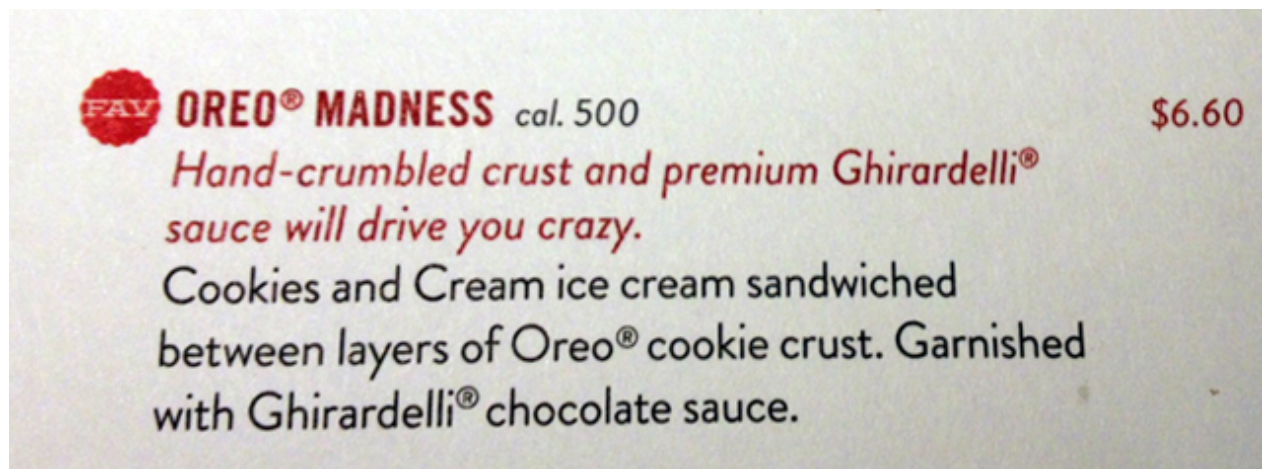 FAV OREO® MADNESS cal. 500 $6.60
Hand-crumbled crust and premium Ghirardelli®
sauce will drive you crazy.
Cookies and Cream ice cream sandwiched
between layers of Oreo® cookie crust. Garnished
with Ghirardelli® chocolate sauce.